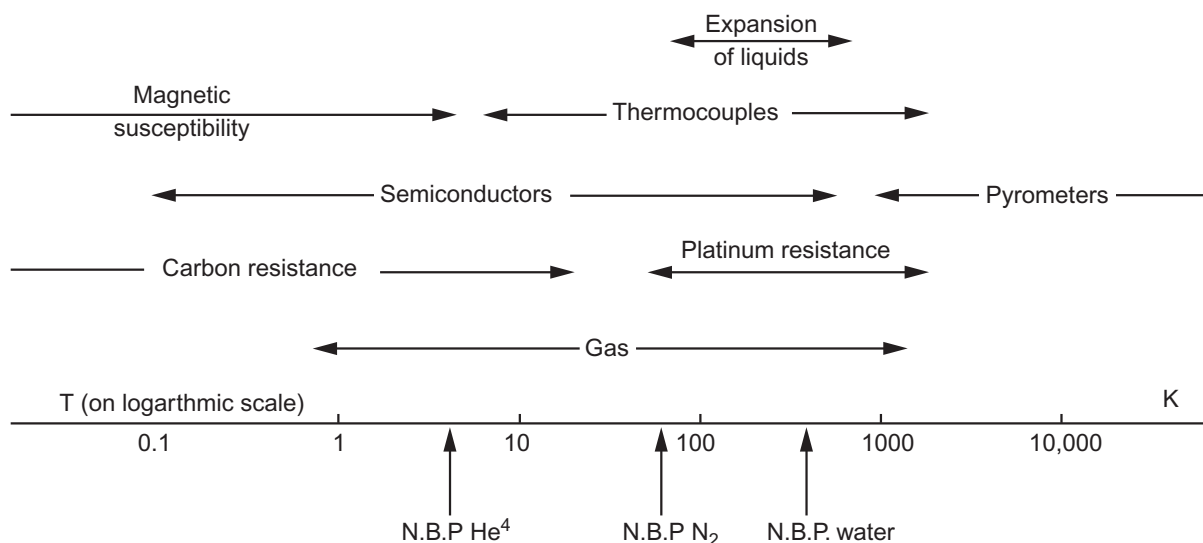 Expansion
of liquids
Magnetic
susceptibility
Thermocouples
Semiconductors
Pyrometers
Carbon resistance
Platinum resistance
Gas
T (on logarthmic scale)
K
0.1 1 10 100 1000 10,000
N.B.P He⁴ N.B.P N₂ N.B.P. water